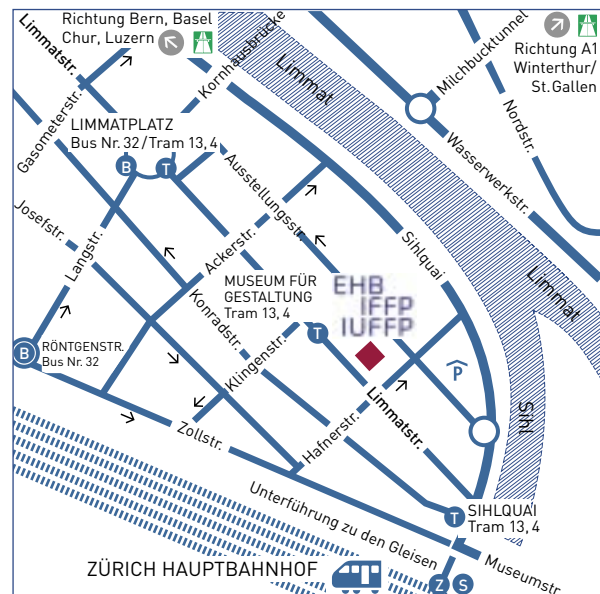 Richtung Bern, Basel
Chur, Luzern
Limmatstr.
Kornhausbrücke
Limmat
Milchbucktunnel
Richtung A1
Winterthur/
St. Gallen
Nordstr.
Wasserwerkstr.
Gasometerstr.
LIMMATPLATZ
Bus Nr. 32/Tram 13, 4
B
T
Ausstellungsstr.
Josefstr.
Langstr.
Ackerstr.
Sihlquai
Limmat
MUSEUM FÜR
GESTALTUNG
Tram 13, 4
T
EHB
IFFP
IUFFP
Konradstr.
Klingenstr.
B
RÖNTGENSTR.
Bus Nr. 32
P
Limmatstr.
Hafnerstr.
Zollstr.
Sihl
Unterführung zu den Gleisen
T
SIHLQUAI
Tram 13, 4
Museumstr.
ZÜRICH HAUPTBAHNHOF
Z
S